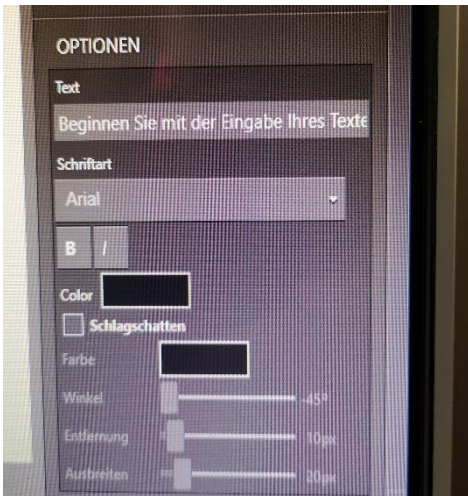 OPTIONEN
Text
Beginnen Sie mit der Eingabe Ihres Texte
Schriftart
Arial
B I
Color
Schlagschatten
Farbe
Winkel -45°
Entfernung 10px
Ausbreiten 20px